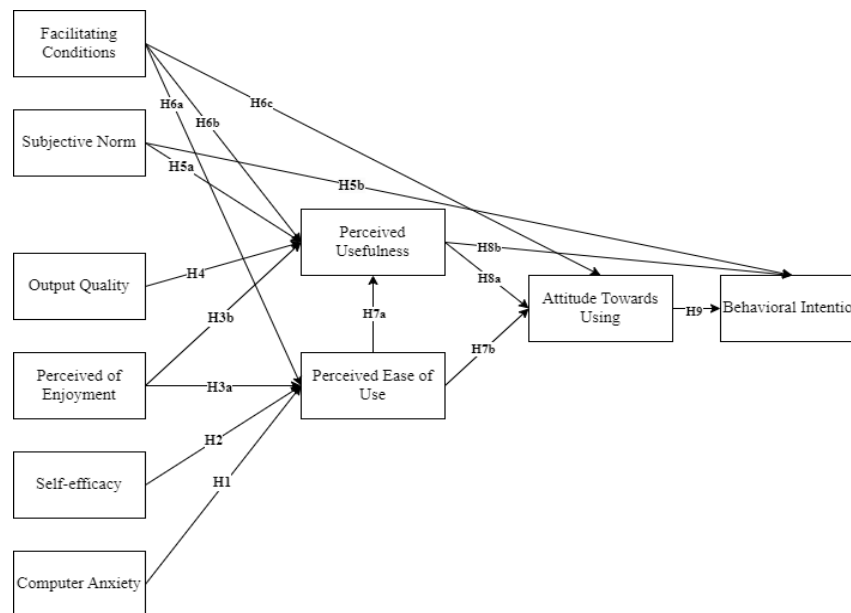 Facilitating
Conditions
H6a
H6b
H6c
Subjective Norm
H5a
H5b
Perceived
Usefulness
H8b
Output Quality
H4
H8a
Attitude Towards
Using
H9
Behavioral Intention
H3b
H7a
H7b
Perceived of
Enjoyment
H3a
Perceived Ease of
Use
H2
Self-efficacy
H1
Computer Anxiety